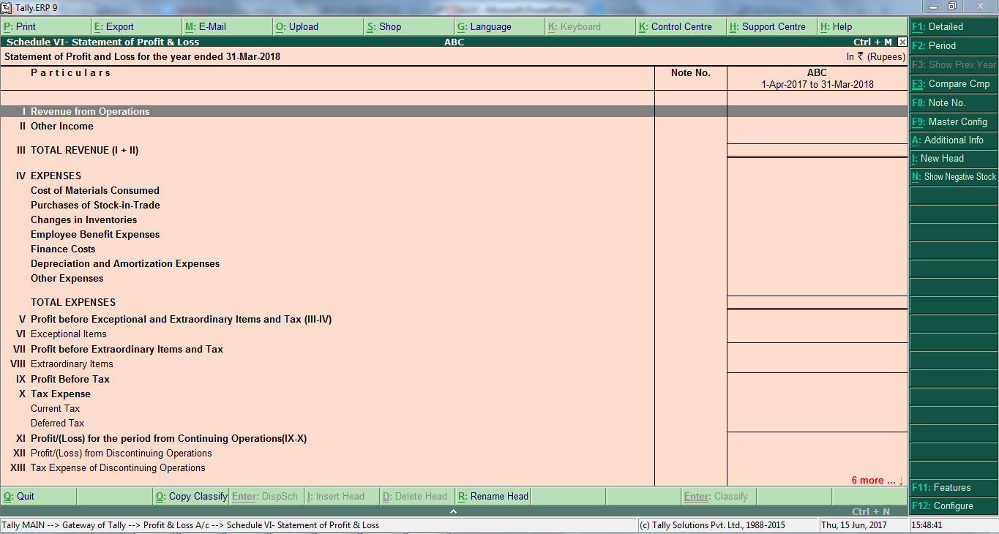 Tally.ERP 9
P: Print E: Export M: E-Mail O: Upload S: Shop G: Language K: Keyboard K: Control Centre H: Support Centre H: Help
F1: Detailed
Schedule VI- Statement of Profit & Loss ABC Ctrl + M
F2: Period
Statement of Profit and Loss for the year ended 31-Mar-2018 In ₹ (Rupees)
F3: Show Prev.Year
Particulars Note No. ABC
1-Apr-2017 to 31-Mar-2018
F3: Compare Cmp
F8: Note No.
I Revenue from Operations
F9: Master Config
II Other Income
A: Additional Info
III TOTAL REVENUE (I + II)
I: New Head
IV EXPENSES
N: Show Negative Stock
Cost of Materials Consumed
Purchases of Stock-in-Trade
Changes in Inventories
Employee Benefit Expenses
Finance Costs
Depreciation and Amortization Expenses
Other Expenses
TOTAL EXPENSES
V Profit before Exceptional and Extraordinary Items and Tax (III-IV)
VI Exceptional Items
VII Profit before Extraordinary Items and Tax
VIII Extraordinary Items
IX Profit Before Tax
X Tax Expense
Current Tax
Deferred Tax
XI Profit/(Loss) for the period from Continuing Operations(IX-X)
XII Profit/(Loss) from Discontinuing Operations
XIII Tax Expense of Discontinuing Operations
6 more ... ↓
F11: Features
Q: Quit O: Copy Classify Enter: DispSch I: Insert Head D: Delete Head R: Rename Head Enter: Classify
F12: Configure
Ctrl + N
Tally MAIN --> Gateway of Tally --> Profit & Loss A/c --> Schedule VI- Statement of Profit & Loss (c) Tally Solutions Pvt. Ltd., 1988-2015 Thu, 15 Jun, 2017 15:48:41